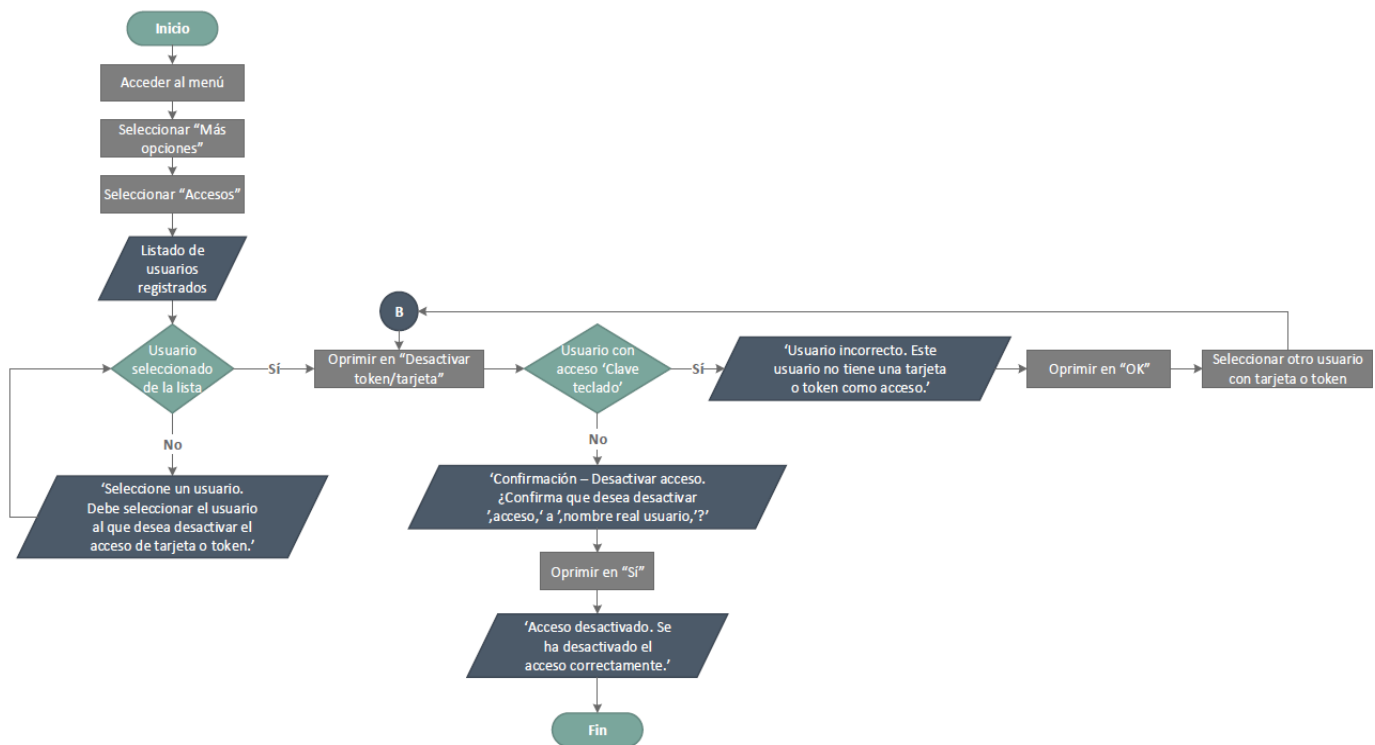 Inicio
Acceder al menú
Seleccionar “Más
opciones”
Seleccionar “Accesos”
Listado de
usuarios
registrados
Usuario
seleccionado
de la lista
Sí
No
‘Seleccione un usuario.
Debe seleccionar el usuario
al que desea desactivar el
acceso de tarjeta o token.’
B
Oprimir en “Desactivar
token/tarjeta”
Usuario con
acceso ‘Clave
teclado’
Sí
‘Usuario incorrecto. Este
usuario no tiene una tarjeta
o token como acceso.’
Oprimir en “OK”
Seleccionar otro usuario
con tarjeta o token
No
‘Confirmación – Desactivar acceso.
¿Confirma que desea desactivar
’,acceso,‘ a ’,nombre real usuario,’?’
Oprimir en “Sí”
‘Acceso desactivado. Se
ha desactivado el
acceso correctamente.’
Fin